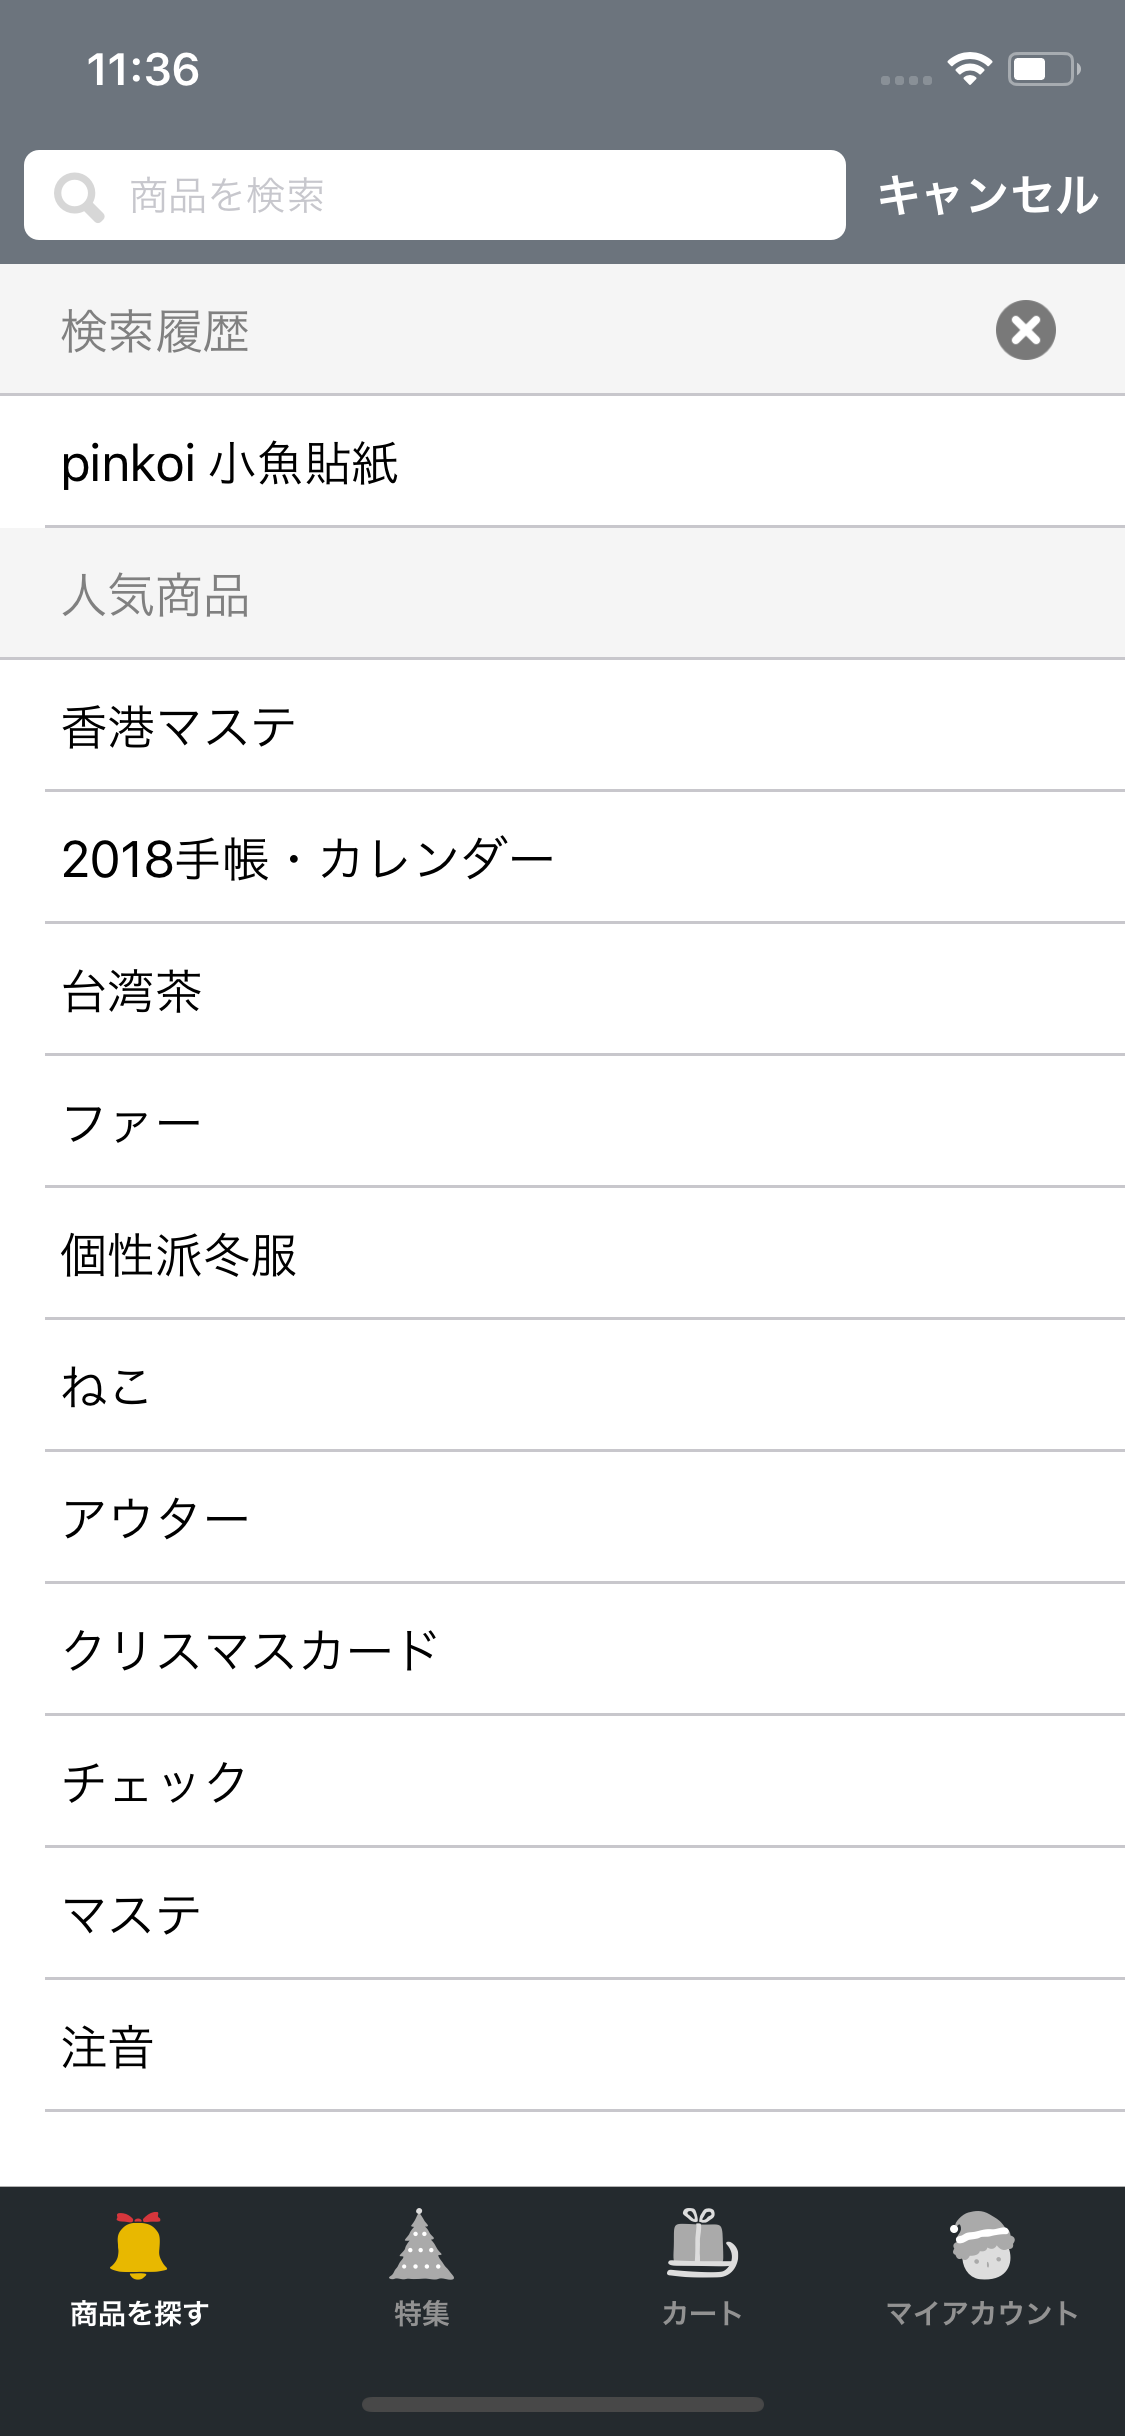 11:36
商品を検索
キャンセル
検索履歴
pinkoi 小魚貼紙
人気商品
香港マステ
2018手帳・カレンダー
台湾茶
ファー
個性派冬服
ねこ
アウター
クリスマスカード
チェック
マステ
注音
商品を探す
特集
カート
マイアカウント